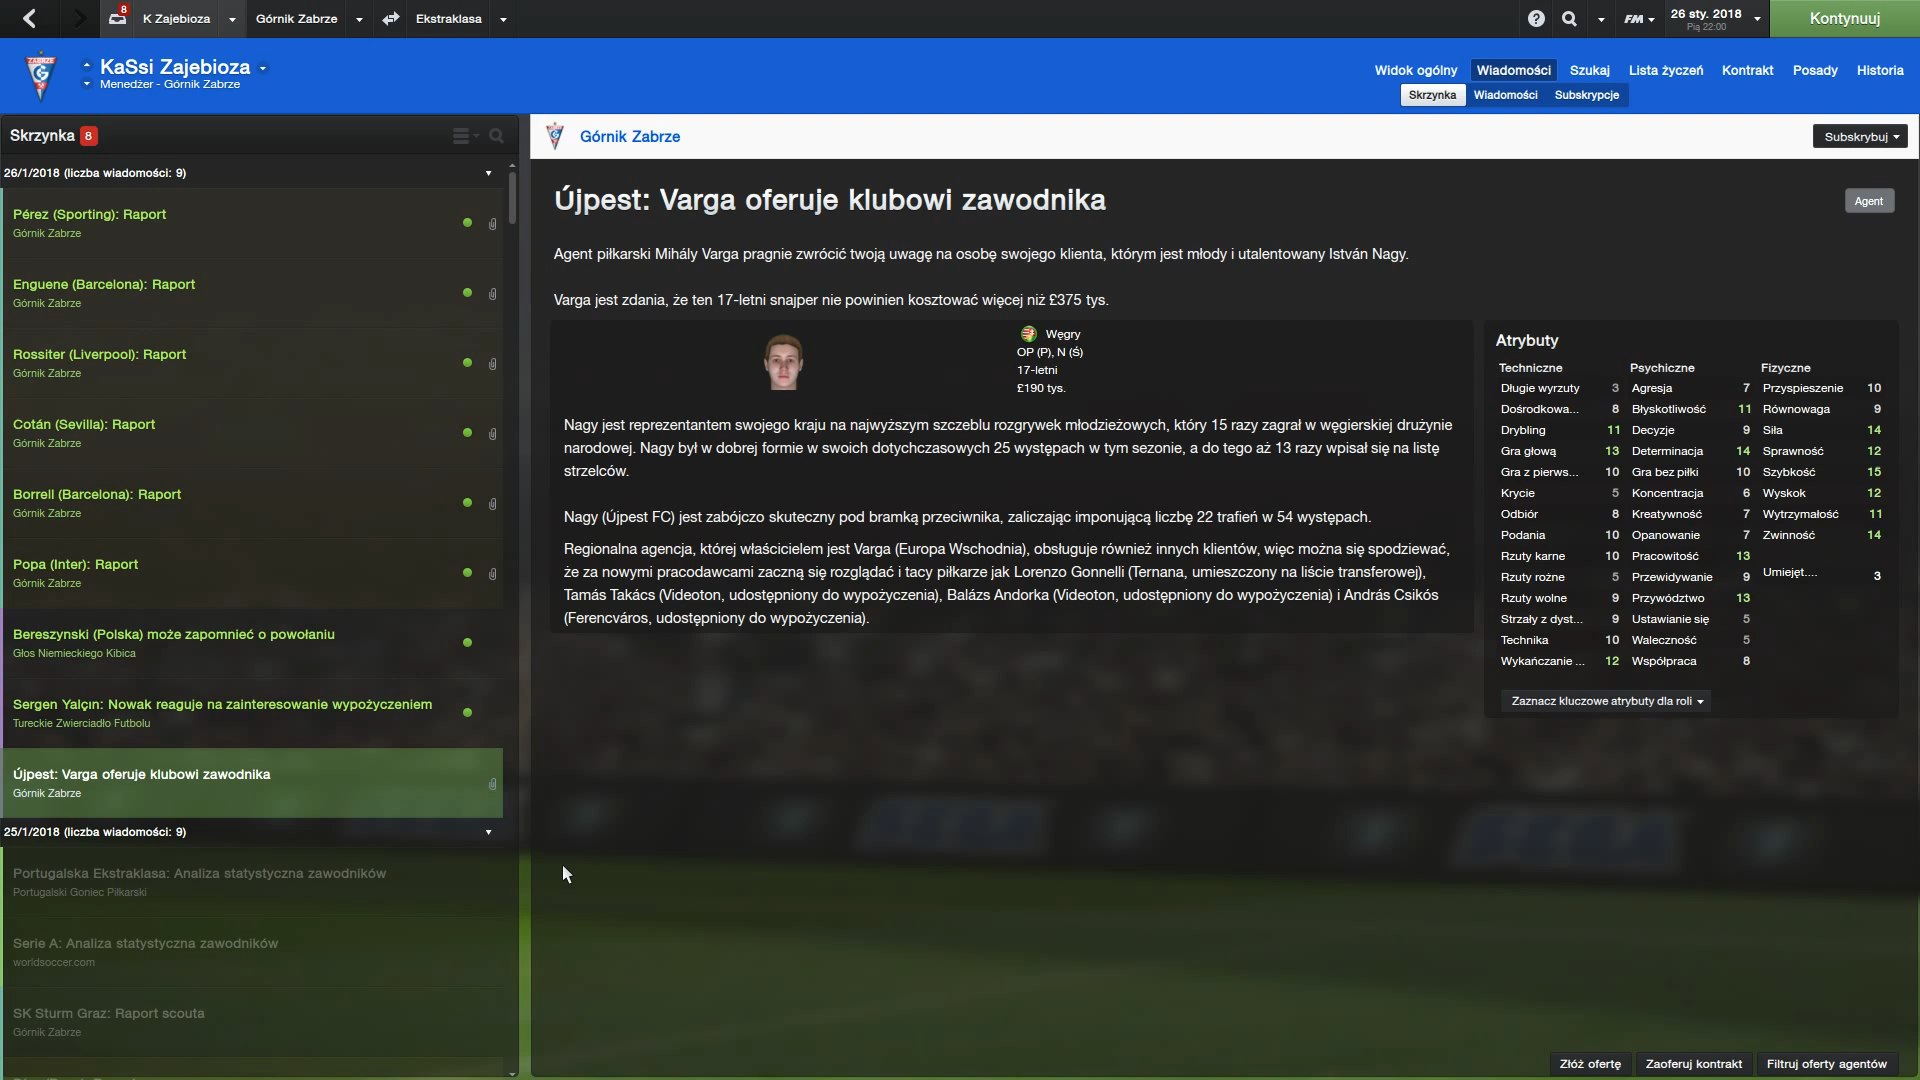 8
K Zajebioza
Górnik Zabrze
Ekstraklasa
FM
26 sty. 2018
Pią 22:00
Kontynuuj
KaSsi Zajebioza
Menedżer - Górnik Zabrze
Widok ogólny
Wiadomości
Szukaj
Lista życzeń
Kontrakt
Posady
Historia
Skrzynka
Wiadomości
Subskrypcje
Skrzynka 8
26/1/2018 (liczba wiadomości: 9)
Pérez (Sporting): Raport
Górnik Zabrze
Enguene (Barcelona): Raport
Górnik Zabrze
Rossiter (Liverpool): Raport
Górnik Zabrze
Cotán (Sevilla): Raport
Górnik Zabrze
Borrell (Barcelona): Raport
Górnik Zabrze
Popa (Inter): Raport
Górnik Zabrze
Bereszynski (Polska) może zapomnieć o powołaniu
Głos Niemieckiego Kibica
Sergen Yalçın: Nowak reaguje na zainteresowanie wypożyczeniem
Tureckie Zwierciadło Futbolu
Újpest: Varga oferuje klubowi zawodnika
Górnik Zabrze
25/1/2018 (liczba wiadomości: 9)
Portugalska Ekstraklasa: Analiza statystyczna zawodników
Portugalski Goniec Piłkarski
Serie A: Analiza statystyczna zawodników
worldsoccer.com
SK Sturm Graz: Raport scouta
Górnik Zabrze
Górnik Zabrze
Subskrybuj
Újpest: Varga oferuje klubowi zawodnika
Agent
Agent piłkarski Mihály Varga pragnie zwrócić twoją uwagę na osobę swojego klienta, którym jest młody i utalentowany István Nagy.
Varga jest zdania, że ten 17-letni snajper nie powinien kosztować więcej niż £375 tys.
Węgry
OP (P), N (Ś)
17-letni
£190 tys.
Nagy jest reprezentantem swojego kraju na najwyższym szczeblu rozgrywek młodzieżowych, który 15 razy zagrał w węgierskiej drużynie
narodowej. Nagy był w dobrej formie w swoich dotychczasowych 25 występach w tym sezonie, a do tego aż 13 razy wpisał się na listę
strzelców.
Nagy (Újpest FC) jest zabójczo skuteczny pod bramką przeciwnika, zaliczając imponującą liczbę 22 trafień w 54 występach.
Regionalna agencja, której właścicielem jest Varga (Europa Wschodnia), obsługuje również innych klientów, więc można się spodziewać,
że za nowymi pracodawcami zaczną się rozglądać i tacy piłkarze jak Lorenzo Gonnelli (Ternana, umieszczony na liście transferowej),
Tamás Takács (Videoton, udostępniony do wypożyczenia), Balázs Andorka (Videoton, udostępniony do wypożyczenia) i András Csikós
(Ferencváros, udostępniony do wypożyczenia).
Atrybuty
Techniczne Psychiczne Fizyczne
Długie wyrzuty 3 Agresja 7 Przyspieszenie 10
Dośrodkowa... 8 Błyskotliwość 11 Równowaga 9
Drybling 11 Decyzje 9 Siła 14
Gra głową 13 Determinacja 14 Sprawność 12
Gra z pierws... 10 Gra bez piłki 10 Szybkość 15
Krycie 5 Koncentracja 6 Wyskok 12
Odbiór 8 Kreatywność 7 Wytrzymałość 11
Podania 10 Opanowanie 7 Zwinność 14
Rzuty karne 10 Pracowitość 13
Rzuty rożne 5 Przewidywanie 9 Umiejęt.... 3
Rzuty wolne 9 Przywództwo 13
Strzały z dyst... 9 Ustawianie się 5
Technika 10 Waleczność 5
Wykańczanie ... 12 Współpraca 8
Zaznacz kluczowe atrybuty dla roli
Złóż ofertę
Zaoferuj kontrakt
Filtruj oferty agentów